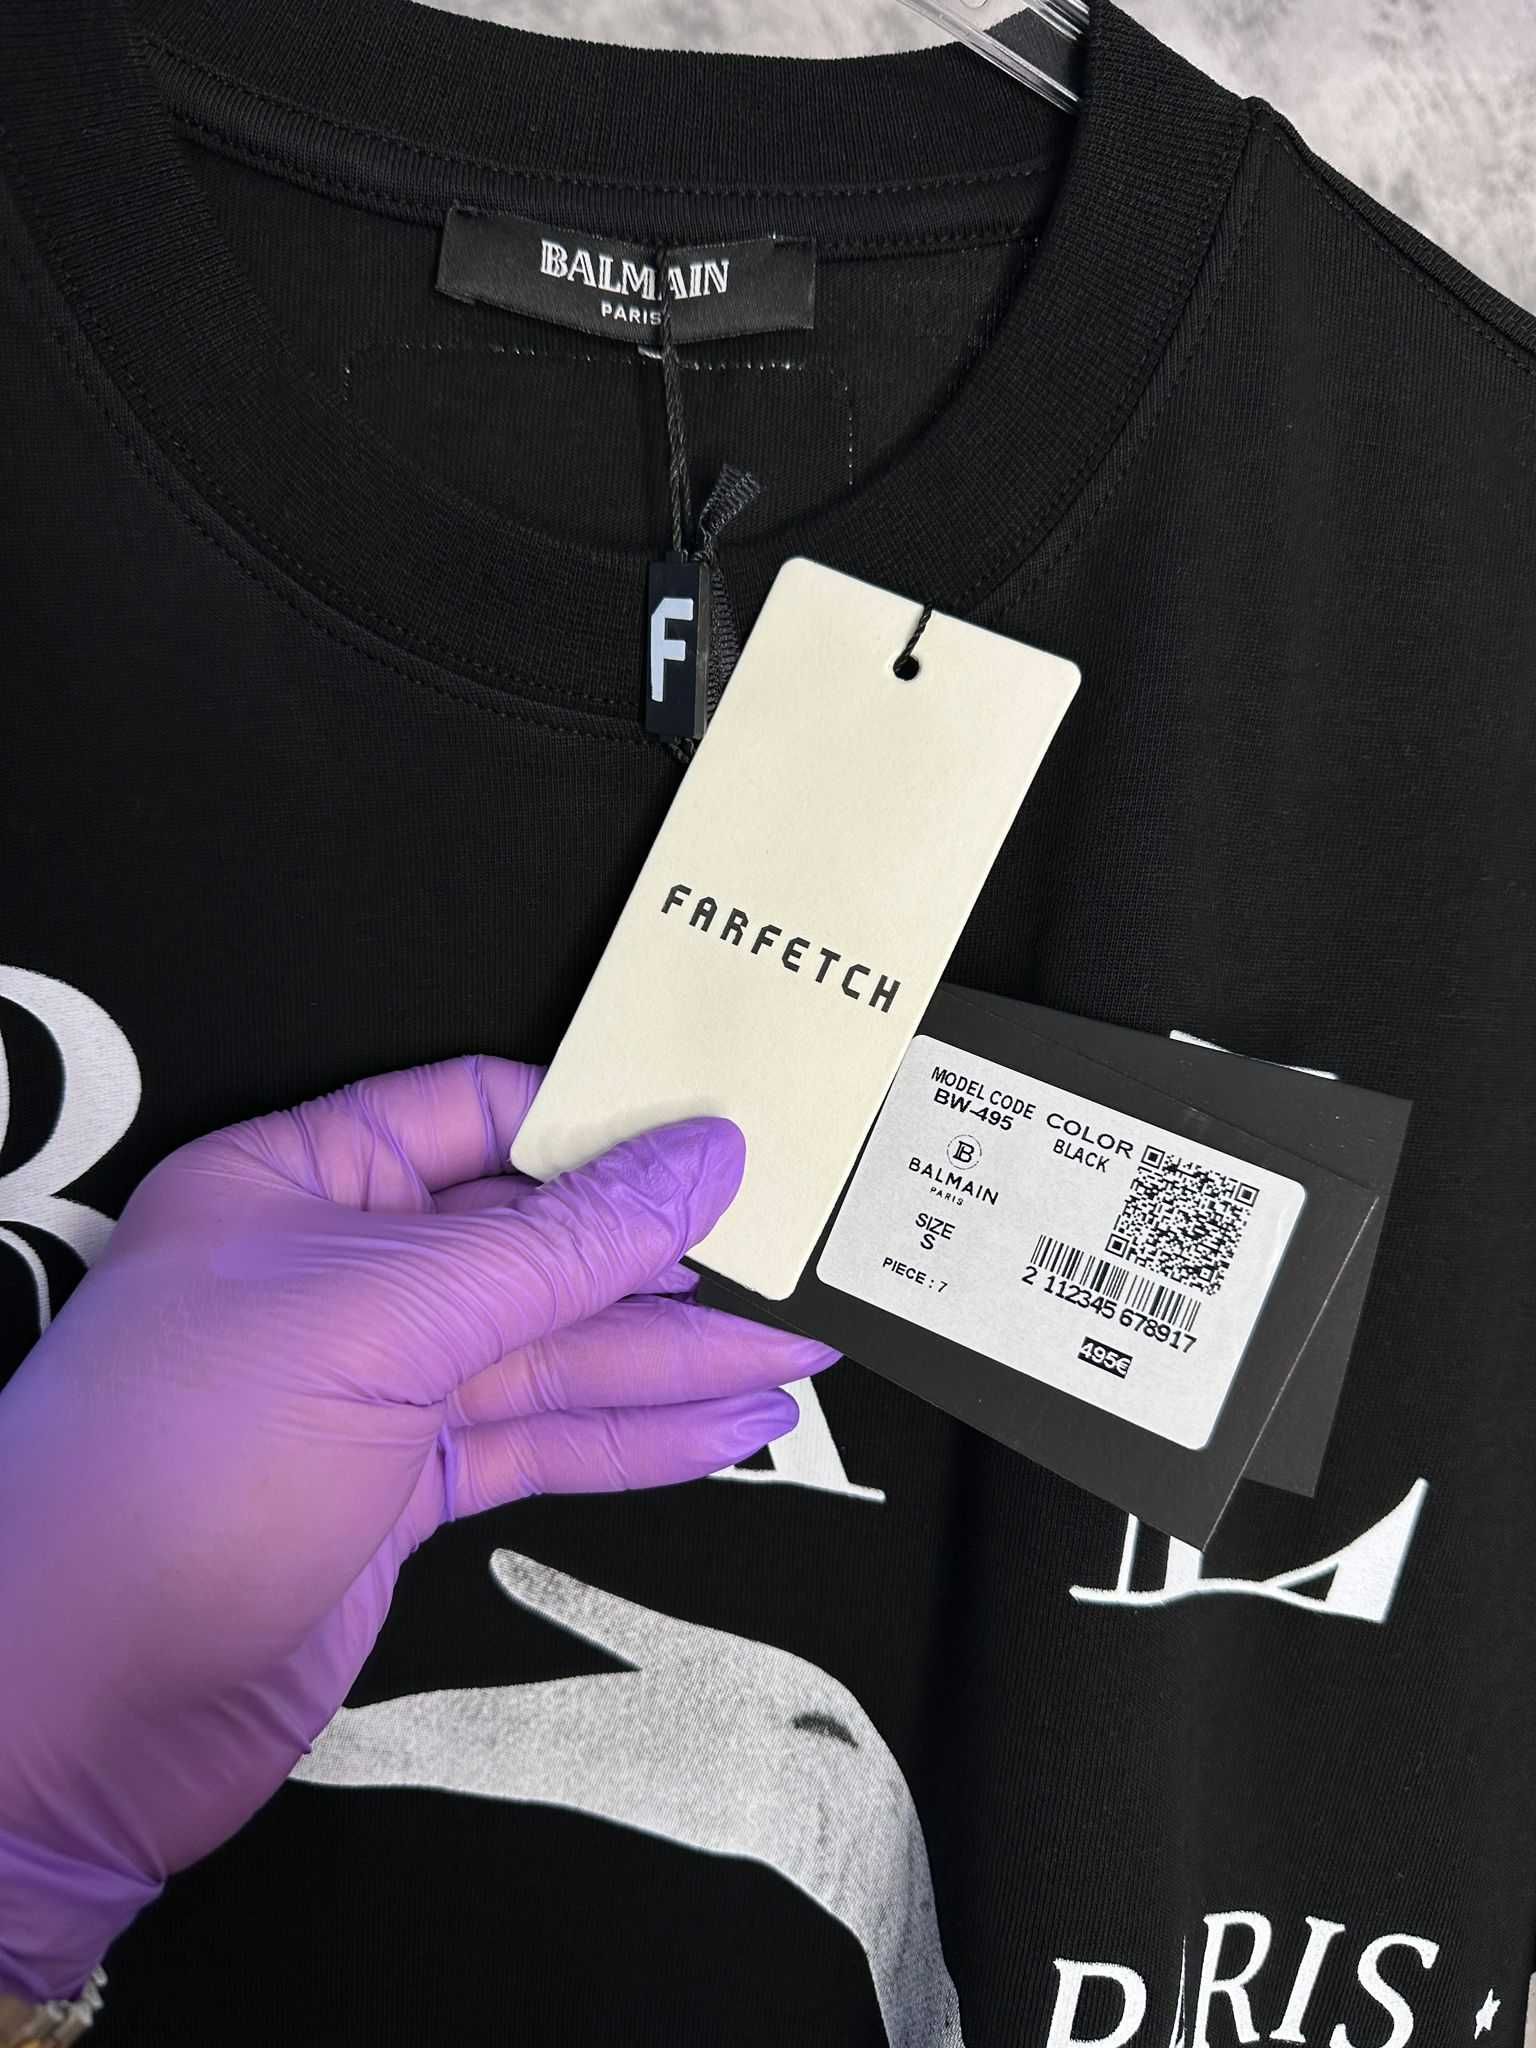 BALMAIN
PARIS
F
FARFETCH
MODEL CODE
BW-495
COLOR
BLACK
B
BALMAIN
PARIS
SIZE
S
PIECE : 7
2 112345 678917
495€
B
L
PARIS